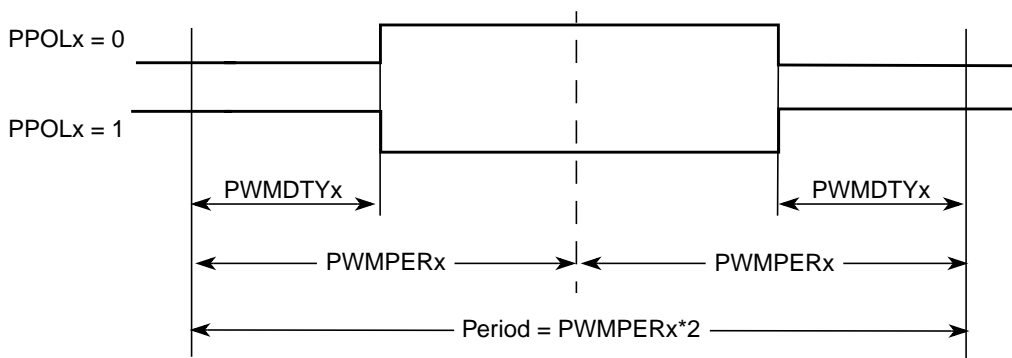 PPOLx = 0
PPOLx = 1
PWMDTYx
PWMDTYx
PWMPERx
PWMPERx
Period = PWMPERx*2